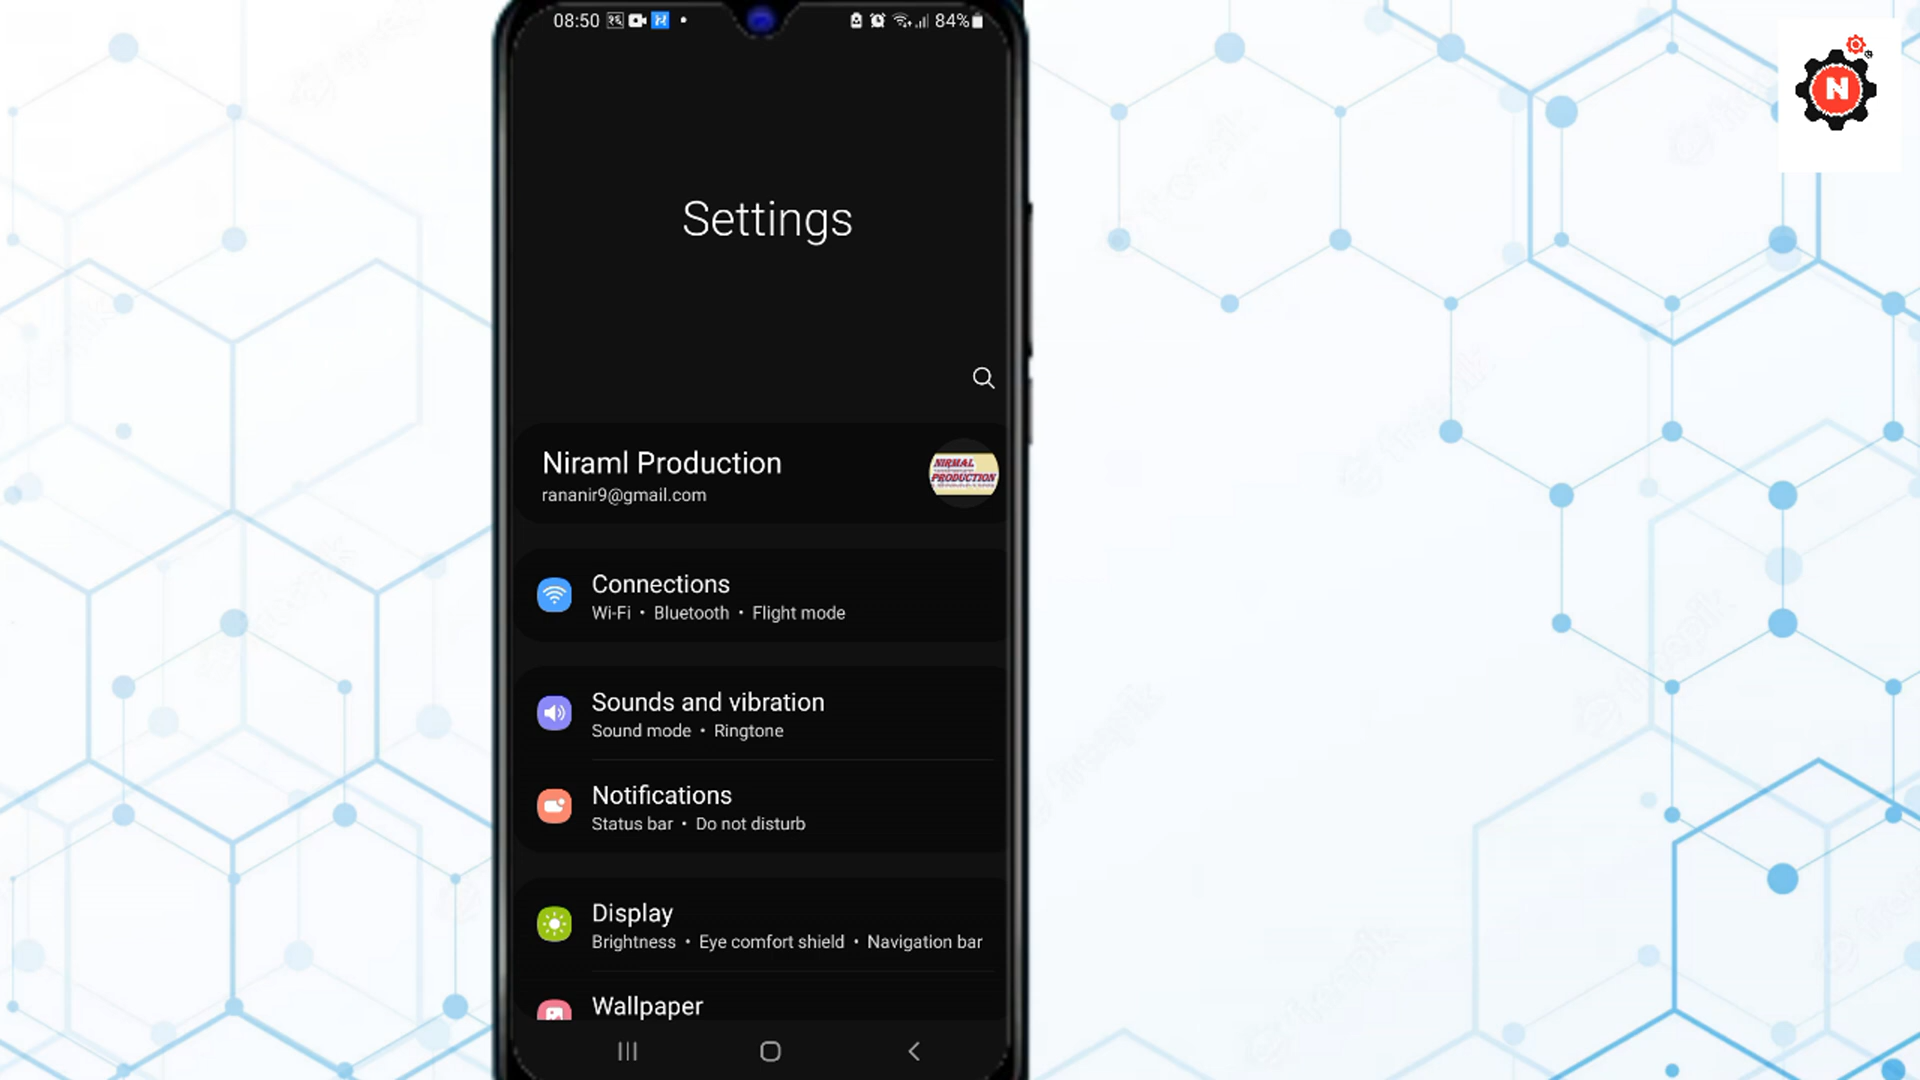 08:50
84%
N
Settings
Niraml Production
rananir9@gmail.com
NIRMAL
PRODUCTION
Connections
Wi-Fi • Bluetooth • Flight mode
Sounds and vibration
Sound mode • Ringtone
Notifications
Status bar • Do not disturb
Display
Brightness • Eye comfort shield • Navigation bar
Wallpaper